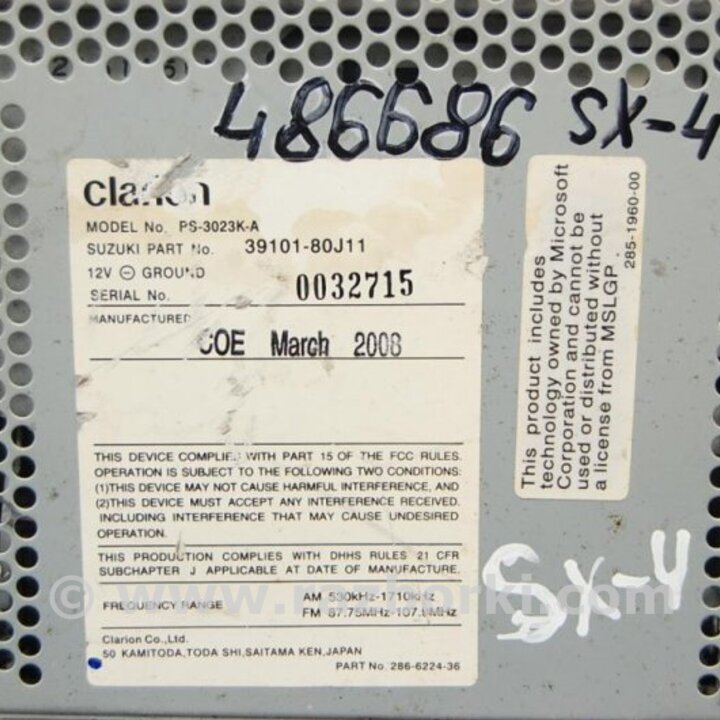 486686 SX-4
clarion
MODEL No. PS-3023K-A
SUZUKI PART No. 39101-80J11
12V ⊖ GROUND
SERIAL No. 0032715
MANUFACTURED
COE March 2008
THIS DEVICE COMPLIES WITH PART 15 OF THE FCC RULES.
OPERATION IS SUBJECT TO THE FOLLOWING TWO CONDITIONS:
(1)THIS DEVICE MAY NOT CAUSE HARMFUL INTERFERENCE, AND
(2)THIS DEVICE MUST ACCEPT ANY INTERFERENCE RECEIVED,
INCLUDING INTERFERENCE THAT MAY CAUSE UNDESIRED
OPERATION.
THIS PRODUCTION COMPLIES WITH DHHS RULES 21 CFR
SUBCHAPTER J APPLICABLE AT DATE OF MANUFACTURE.
FREQUENCY RANGE
AM 530kHz-1710kHz
FM 87.75MHz-107.9MHz
Clarion Co.,Ltd.
50 KAMITODA,TODA SHI,SAITAMA KEN,JAPAN
PART No. 286-6224-36
This product includes
technology owned by Microsoft
Corporation and cannot be
used or distributed without
a license from MSLGP.
285-1960-00
SX-4
© www.razborki.com